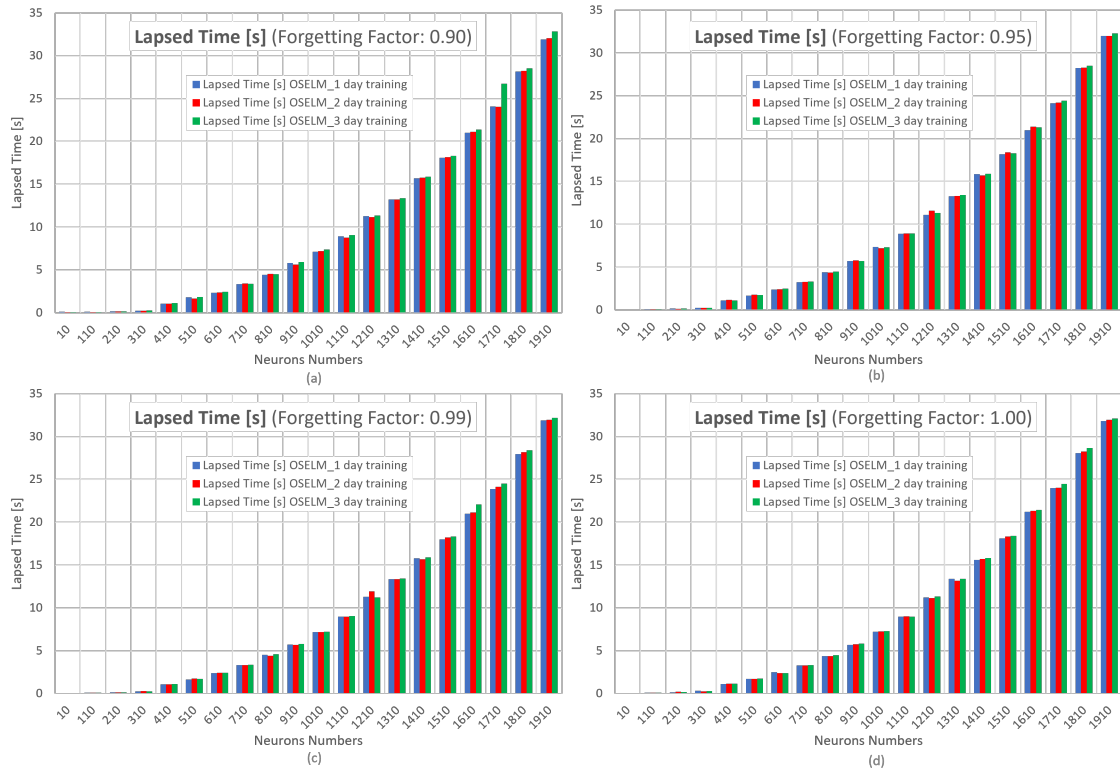 Lapsed Time [s] (Forgetting Factor: 0.90)
Lapsed Time [s] OSELM_1 day training
Lapsed Time [s] OSELM_2 day training
Lapsed Time [s] OSELM_3 day training
Lapsed Time [s]
35
30
25
20
15
10
5
0
10 110 210 310 410 510 610 710 810 910 1010 1110 1210 1310 1410 1510 1610 1710 1810 1910
Neurons Numbers
(a)
Lapsed Time [s] (Forgetting Factor: 0.95)
Lapsed Time [s] OSELM_1 day training
Lapsed Time [s] OSELM_2 day training
Lapsed Time [s] OSELM_3 day training
Lapsed Time [s]
35
30
25
20
15
10
5
0
10 110 210 310 410 510 610 710 810 910 1010 1110 1210 1310 1410 1510 1610 1710 1810 1910
Neurons Numbers
(b)
Lapsed Time [s] (Forgetting Factor: 0.99)
Lapsed Time [s] OSELM_1 day training
Lapsed Time [s] OSELM_2 day training
Lapsed Time [s] OSELM_3 day training
Lapsed Time [s]
35
30
25
20
15
10
5
0
10 110 210 310 410 510 610 710 810 910 1010 1110 1210 1310 1410 1510 1610 1710 1810 1910
Neurons Numbers
(c)
Lapsed Time [s] (Forgetting Factor: 1.00)
Lapsed Time [s] OSELM_1 day training
Lapsed Time [s] OSELM_2 day training
Lapsed Time [s] OSELM_3 day training
Lapsed Time [s]
35
30
25
20
15
10
5
0
10 110 210 310 410 510 610 710 810 910 1010 1110 1210 1310 1410 1510 1610 1710 1810 1910
Neurons Numbers
(d)